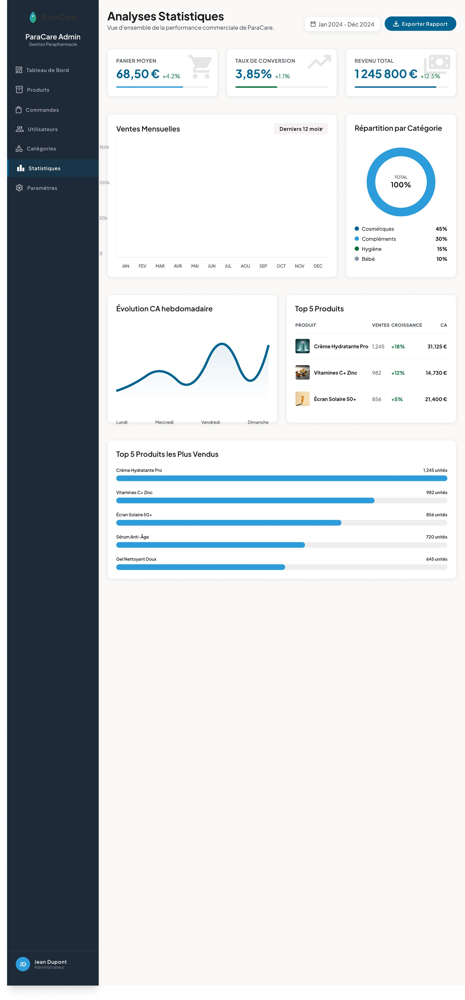 ParaCare
ParaCare Admin
Gestion Parapharmacie
Tableau de Bord
Produits
Commandes
Utilisateurs
Catégories
Statistiques
Paramètres
Jean Dupont
JD
Administrateur
Analyses Statistiques
Vue d'ensemble de la performance commerciale de ParaCare.
Jan 2024 - Déc 2024
Exporter Rapport
PANIER MOYEN
68,50 € +4.2%
TAUX DE CONVERSION
3,85% +1.1%
REVENU TOTAL
1 245 800 € +12.5%
Ventes Mensuelles
Derniers 12 mois
150k
100k
50k
0
JAN FEV MAR AVR MAI JUN JUL AOU SEP OCT NOV DEC
Répartition par Catégorie
TOTAL
100%
Cosmétiques 45%
Compléments 30%
Hygiène 15%
Bébé 10%
Évolution CA hebdomadaire
Lundi Mercredi Vendredi Dimanche
Top 5 Produits
PRODUIT VENTES CROISSANCE CA
Crème Hydratante Pro 1,245 +18% 31,125 €
Vitamines C+ Zinc 982 +12% 14,730 €
Écran Solaire 50+ 856 +5% 21,400 €
Top 5 Produits les Plus Vendus
Crème Hydratante Pro 1,245 unités
Vitamines C+ Zinc 982 unités
Écran Solaire 50+ 856 unités
Sérum Anti-Âge 720 unités
Gel Nettoyant Doux 645 unités